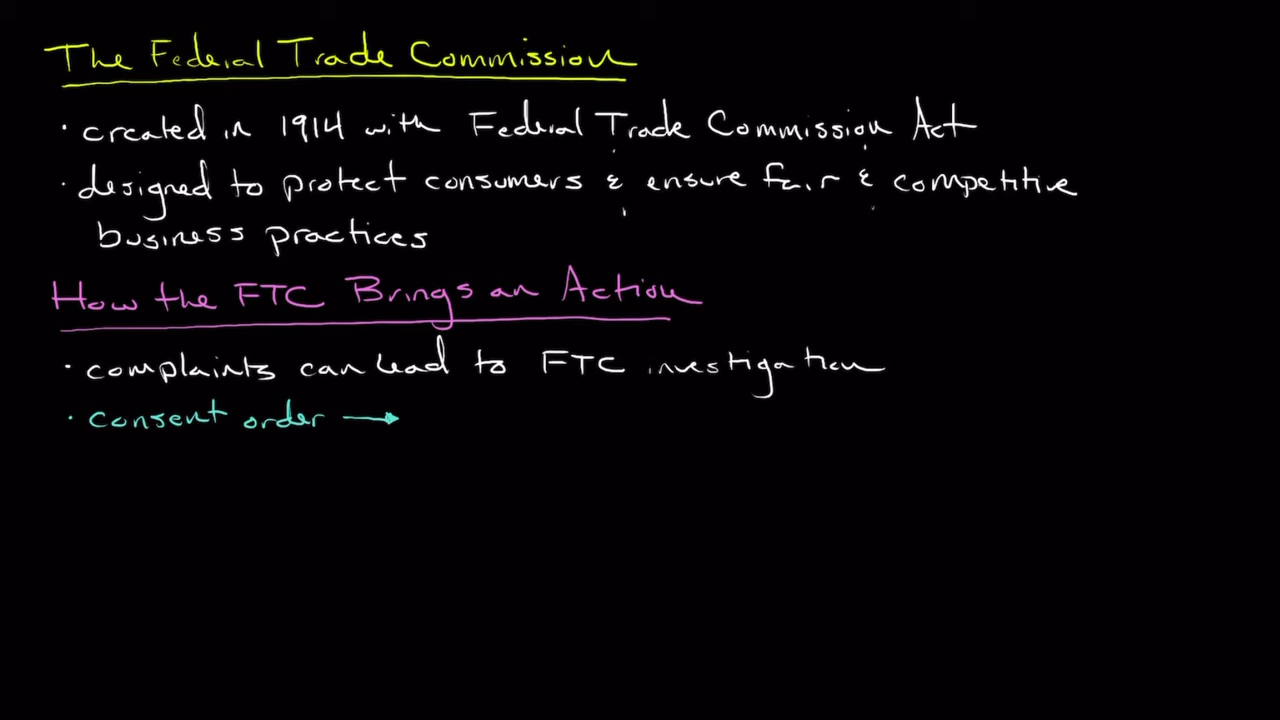 The Federal Trade Commission
· created in 1914 with Federal Trade Commission Act
· designed to protect consumers & ensure fair & competitive
business practices
How the FTC Brings an Action
· complaints can lead to FTC investigation
· consent order →